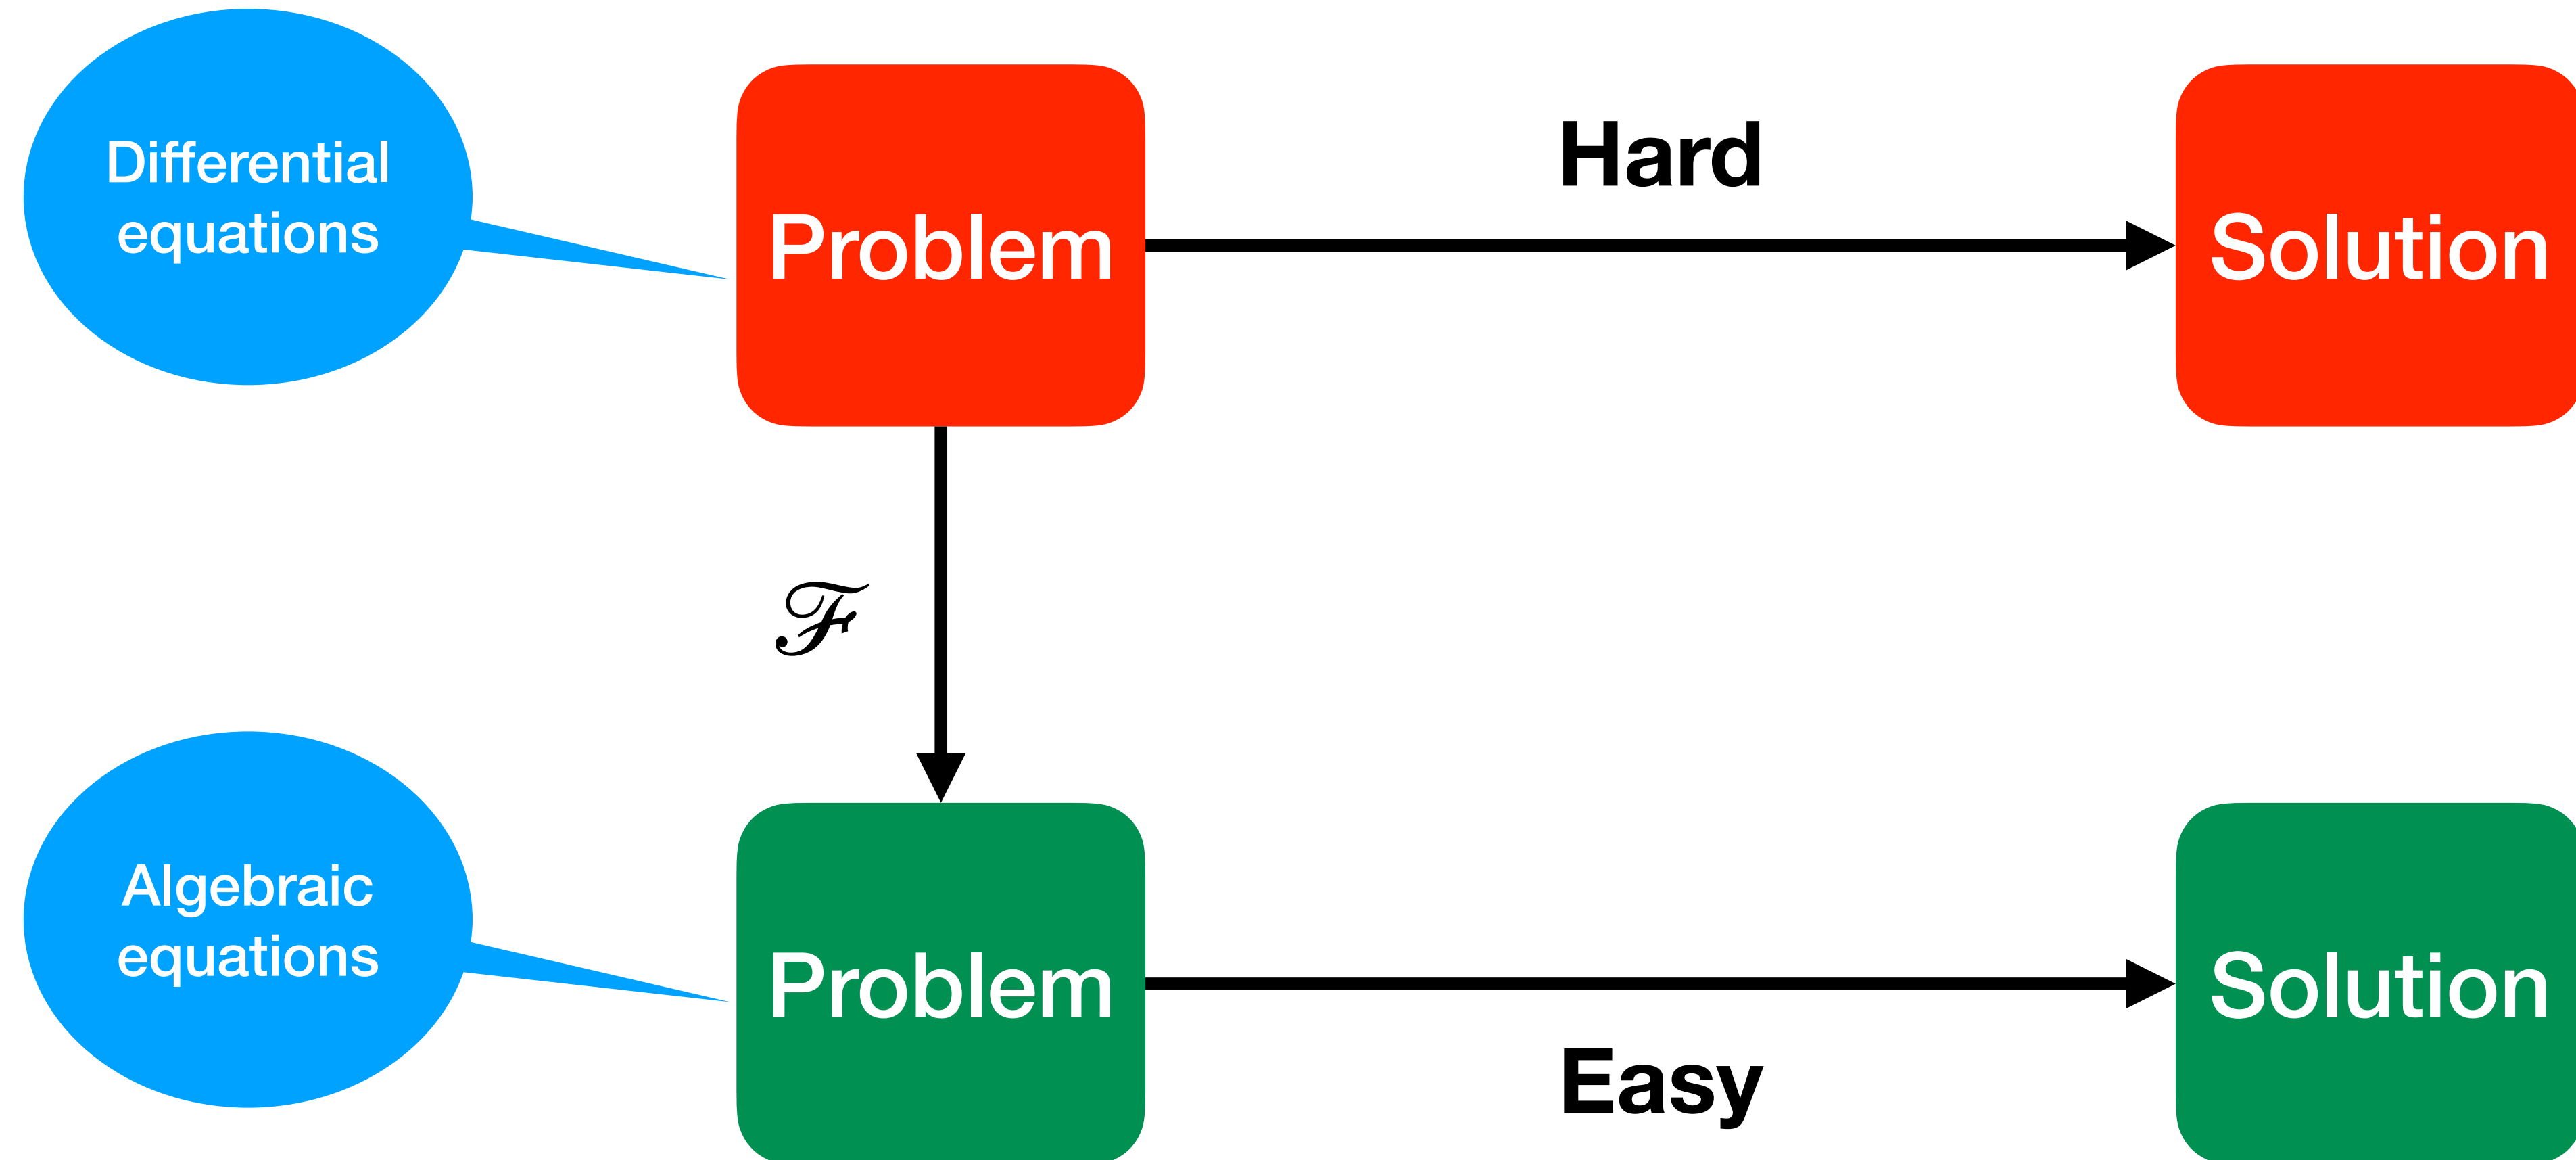 Differential
equations
Problem
Hard
Solution
ℱ
Algebraic
equations
Problem
Easy
Solution